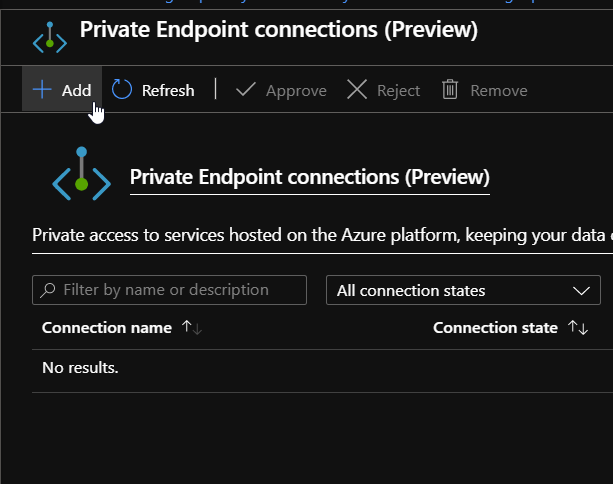 Private Endpoint connections (Preview)
Add Refresh Approve Reject Remove
Private Endpoint connections (Preview)
Private access to services hosted on the Azure platform, keeping your data
Filter by name or description All connection states
Connection name Connection state
No results.